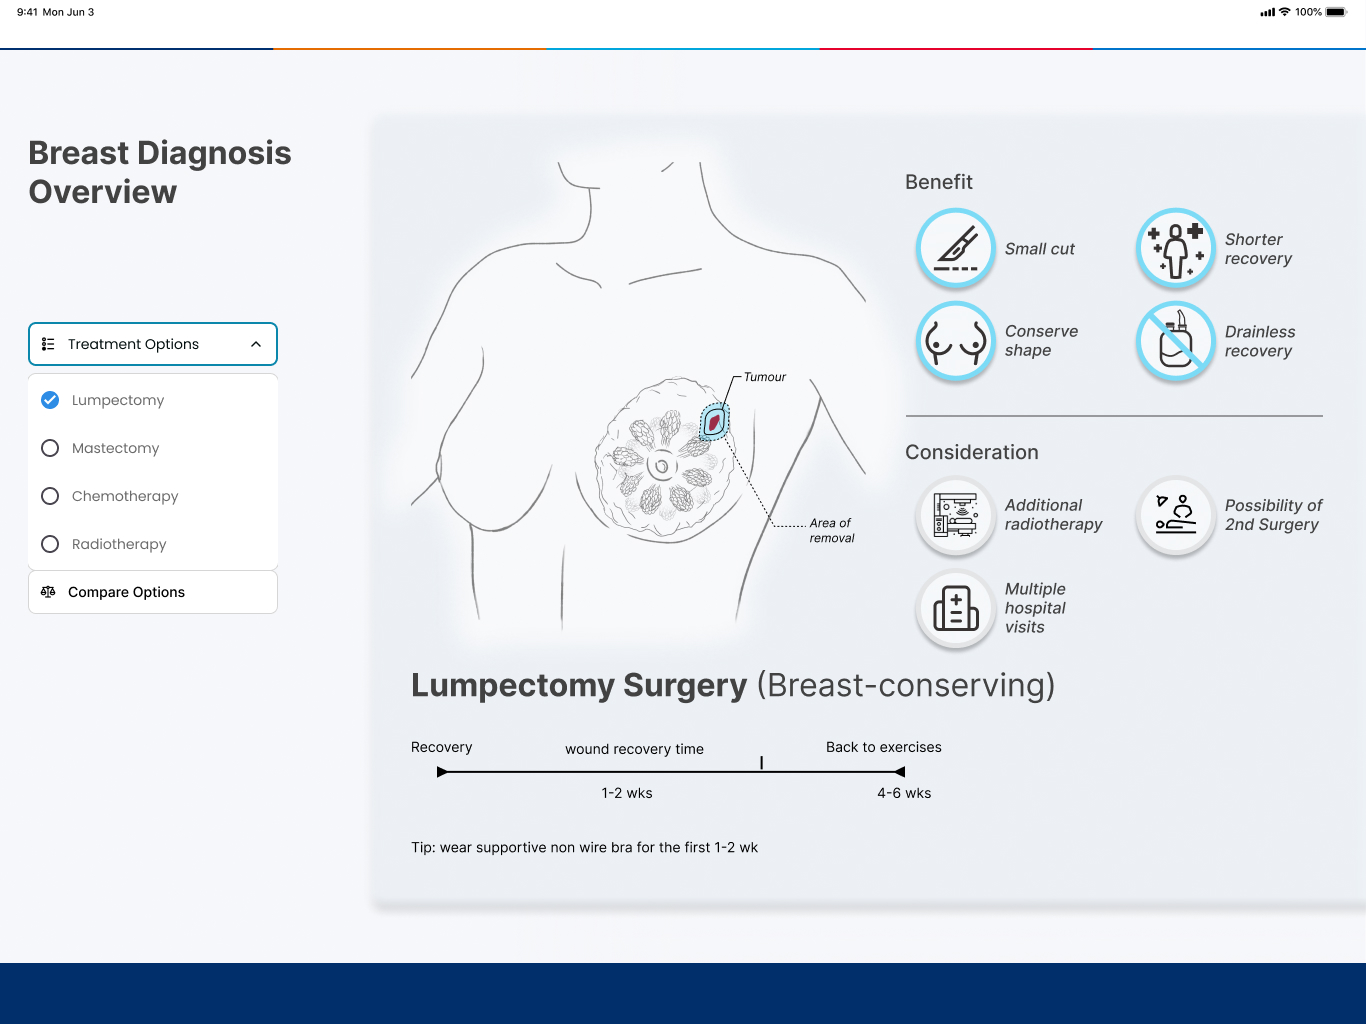 9:41 Mon Jun 3
100%
Breast Diagnosis
Overview
Treatment Options
Lumpectomy
Mastectomy
Chemotherapy
Radiotherapy
Compare Options
Tumour
Area of
removal
Benefit
Small cut
Shorter
recovery
Conserve
shape
Drainless
recovery
Consideration
Additional
radiotherapy
Possibility of
2nd Surgery
Multiple
hospital
visits
Lumpectomy Surgery (Breast-conserving)
Recovery
wound recovery time
Back to exercises
1-2 wks
4-6 wks
Tip: wear supportive non wire bra for the first 1-2 wk